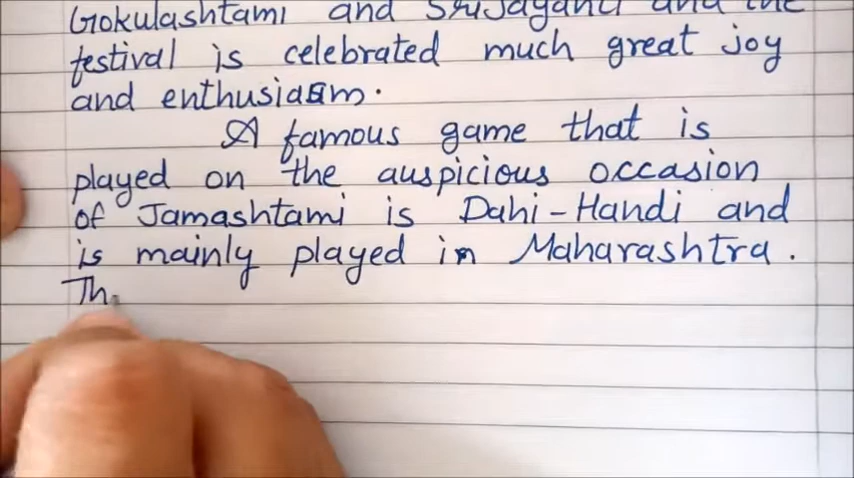 Gokulashtami and Srijayanti and the
festival is celebrated much great joy
and enthusiasm.
A famous game that is
played on the auspicious occasion
of Jamashtami is Dahi-Handi and
is mainly played in Maharashtra.
Th